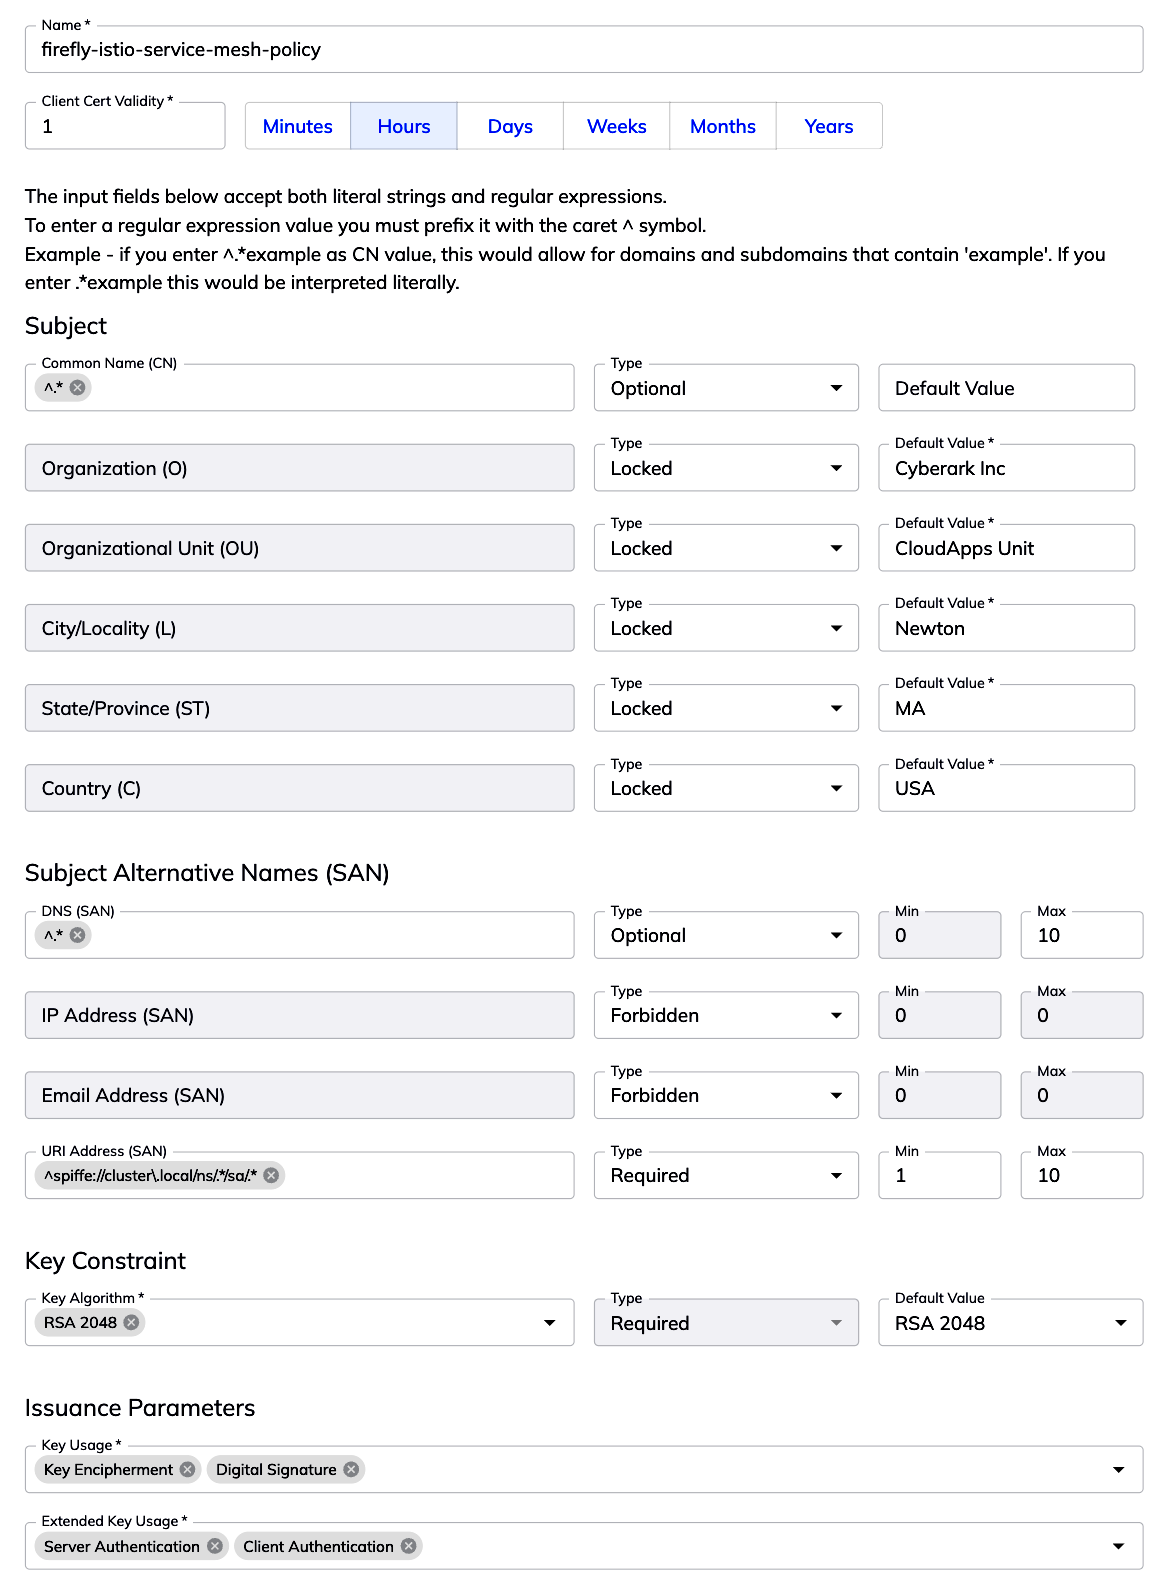 Name *
firefly-istio-service-mesh-policy
Client Cert Validity *
1 Minutes Hours Days Weeks Months Years
The input fields below accept both literal strings and regular expressions.
To enter a regular expression value you must prefix it with the caret ^ symbol.
Example - if you enter ^.*example as CN value, this would allow for domains and subdomains that contain 'example'. If you
enter .*example this would be interpreted literally.
Subject
Common Name (CN) Type
^.* Optional Default Value
Type Default Value *
Organization (O) Locked Cyberark Inc
Type Default Value *
Organizational Unit (OU) Locked CloudApps Unit
Type Default Value *
City/Locality (L) Locked Newton
Type Default Value *
State/Province (ST) Locked MA
Type Default Value *
Country (C) Locked USA
Subject Alternative Names (SAN)
DNS (SAN) Type Min Max
^.* Optional 0 10
Type Min Max
IP Address (SAN) Forbidden 0 0
Type Min Max
Email Address (SAN) Forbidden 0 0
URI Address (SAN) Type Min Max
^spiffe://cluster\.local/ns/.*/sa/.* Required 1 10
Key Constraint
Key Algorithm * Type Default Value
RSA 2048 Required RSA 2048
Issuance Parameters
Key Usage *
Key Encipherment Digital Signature
Extended Key Usage *
Server Authentication Client Authentication